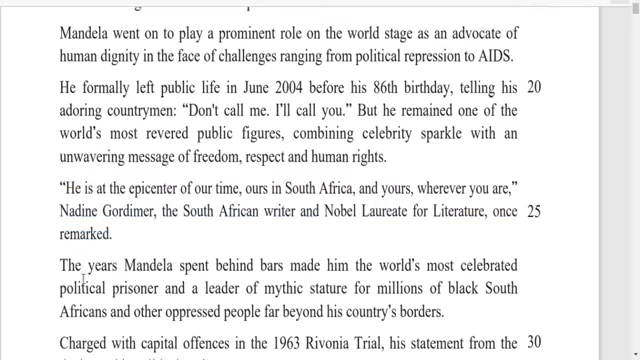 Mandela went on to play a prominent role on the world stage as an advocate of
human dignity in the face of challenges ranging from political repression to AIDS.
He formally left public life in June 2004 before his 86th birthday, telling his 20
adoring countrymen: “Don't call me. I’ll call you.” But he remained one of the
world’s most revered public figures, combining celebrity sparkle with an
unwavering message of freedom, respect and human rights.
“He is at the epicenter of our time, ours in South Africa, and yours, wherever you are,”
Nadine Gordimer, the South African writer and Nobel Laureate for Literature, once 25
remarked.
The years Mandela spent behind bars made him the world’s most celebrated
political prisoner and a leader of mythic stature for millions of black South
Africans and other oppressed people far beyond his country’s borders.
Charged with capital offences in the 1963 Rivonia Trial, his statement from the 30